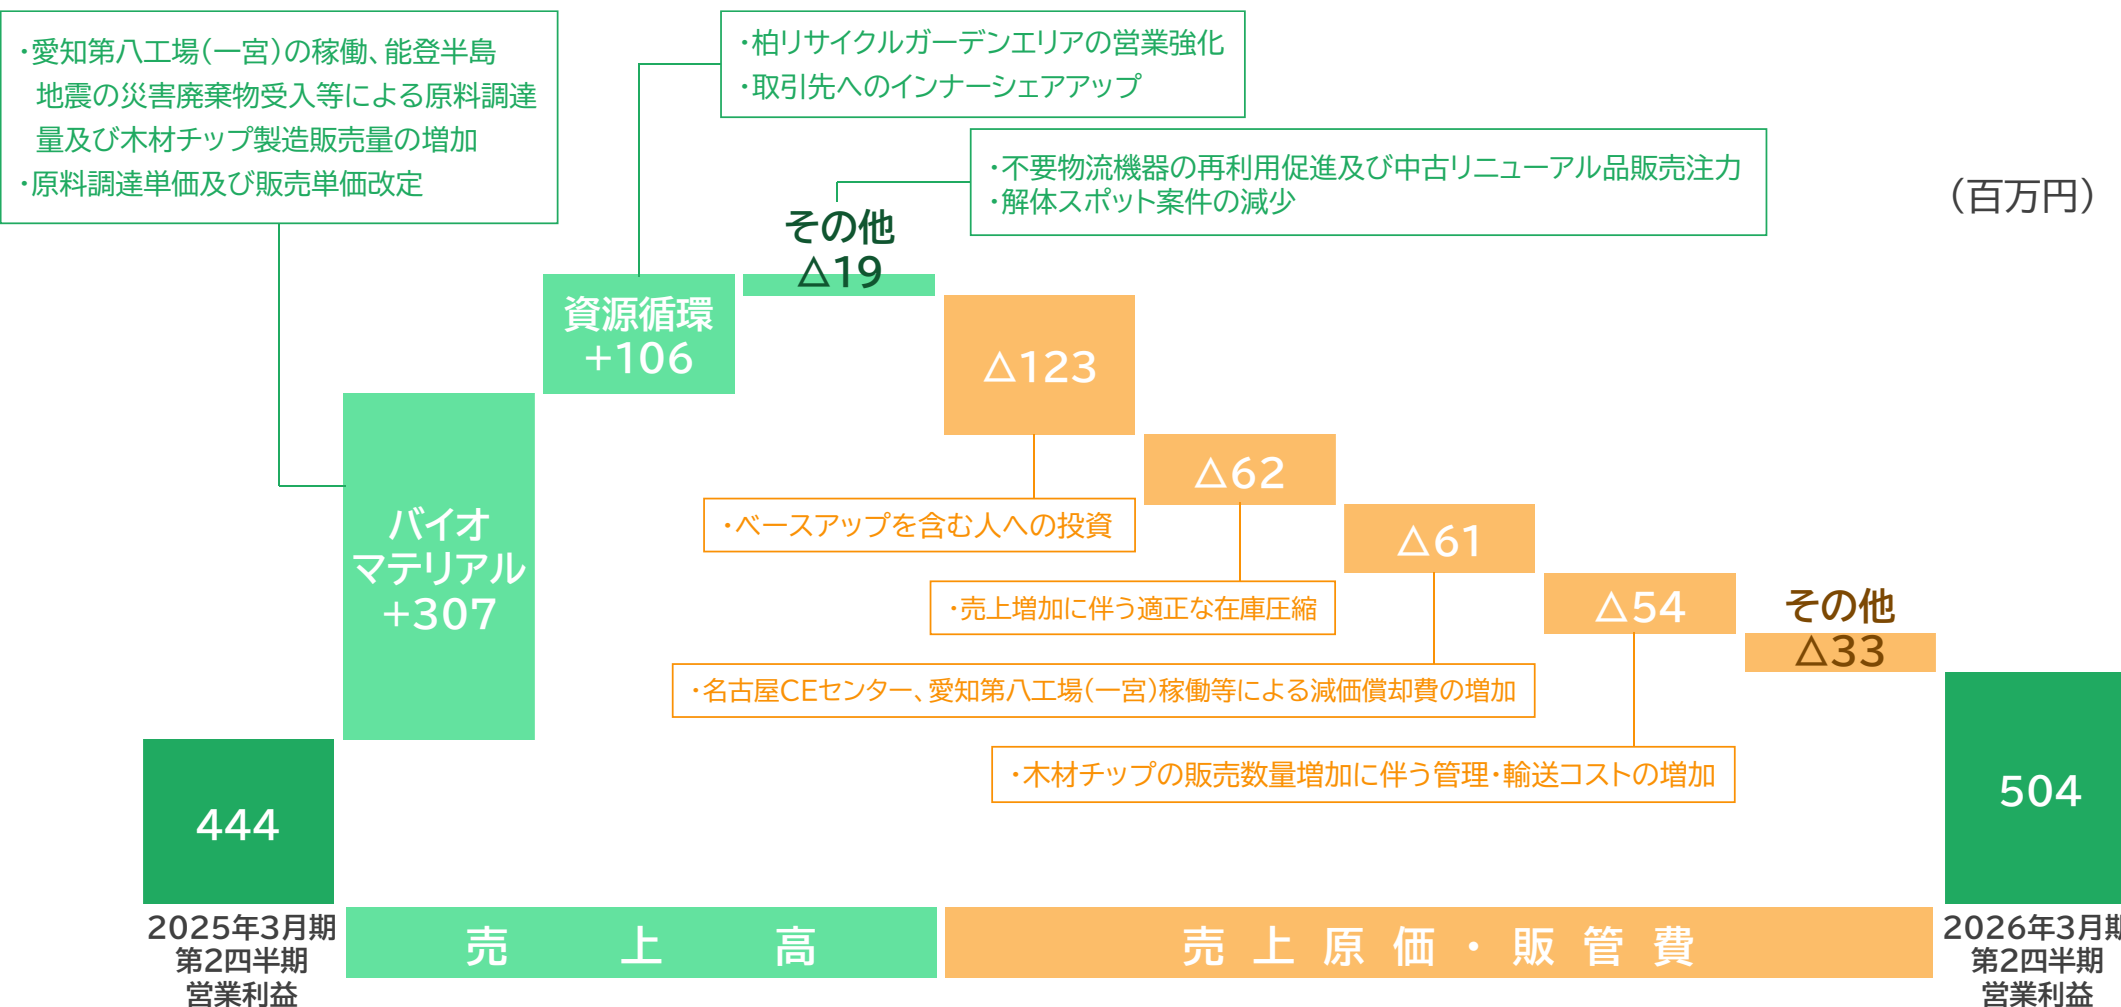 ・愛知第八工場（一宮）の稼働、能登半島
地震の災害廃棄物受入等による原料調達
量及び木材チップ製造販売量の増加
・原料調達単価及び販売単価改定
・柏リサイクルガーデンエリアの営業強化
・取引先へのインナーシェアアップ
・不要物流機器の再利用促進及び中古リニューアル品販売注力
・解体スポット案件の減少
（百万円）
その他
△19
資源循環
+106
バイオ
マテリアル
+307
△123
△62
△61
△54
その他
△33
・ベースアップを含む人への投資
・売上増加に伴う適正な在庫圧縮
・名古屋CEセンター、愛知第八工場（一宮）稼働等による減価償却費の増加
・木材チップの販売数量増加に伴う管理・輸送コストの増加
444
504
2025年3月期
第2四半期
営業利益
売上高
売上原価・販管費
2026年3月期
第2四半期
営業利益